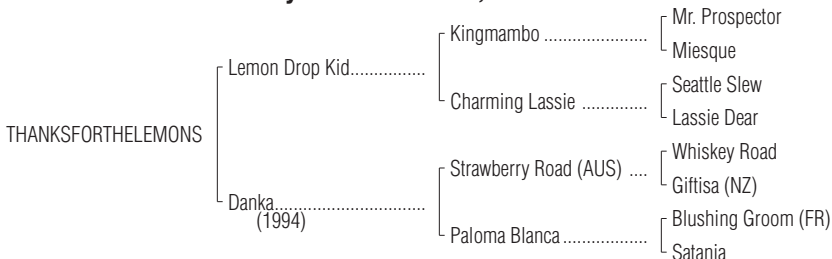 Mr. Prospector
Kingmambo ......................
Miesque
Lemon Drop Kid................
Seattle Slew
Charming Lassie ..............
Lassie Dear
THANKSFORTHELEMONS
Whiskey Road
Strawberry Road (AUS) ....
Giftisa (NZ)
Danka..............................
(1994)
Blushing Groom (FR)
Paloma Blanca..................
Satania